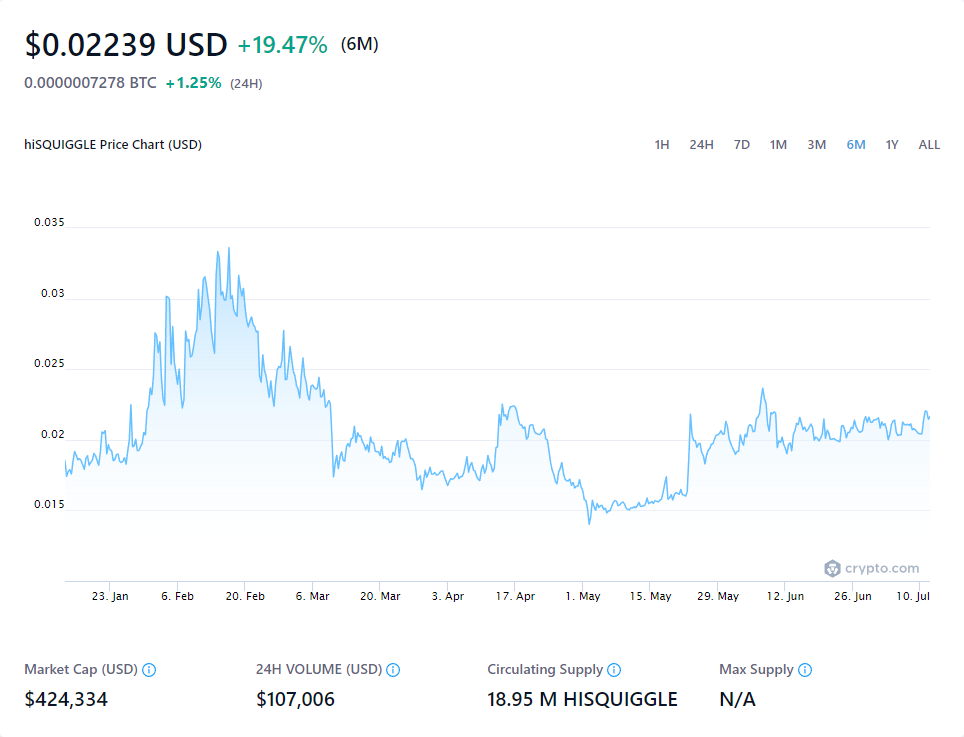 $0.02239 USD +19.47% (6M)
0.0000007278 BTC +1.25% (24H)
hiSQUIGGLE Price Chart (USD) 1H 24H 7D 1M 3M 6M 1Y ALL
0.035
0.03
0.025
0.02
0.015
crypto.com
23. Jan 6. Feb 20. Feb 6. Mar 20. Mar 3. Apr 17. Apr 1. May 15. May 29. May 12. Jun 26. Jun 10. Jul
Market Cap (USD) 24H VOLUME (USD) Circulating Supply Max Supply
$424,334 $107,006 18.95 M HISQUIGGLE N/A